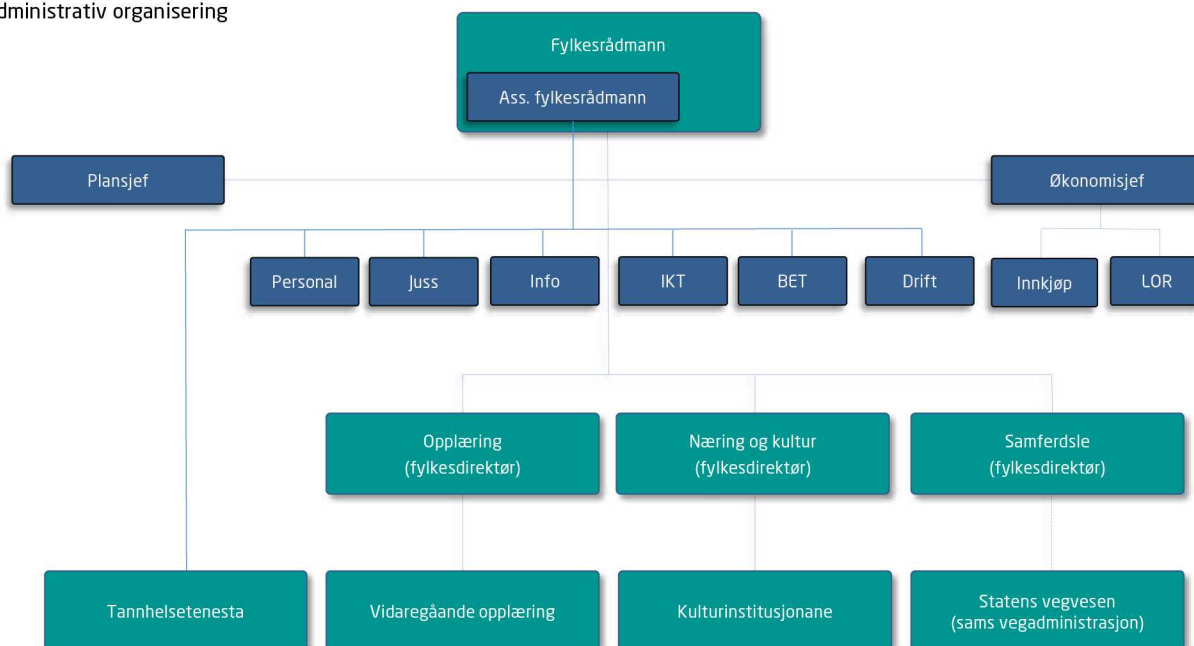 dministrativ organisering
Fylkesrådmann
Ass. fylkesrådmann
Plansjef
Økonomisjef
Personal
Juss
Info
IKT
BET
Drift
Innkjøp
LOR
Opplæring
(fylkesdirektør)
Næring og kultur
(fylkesdirektør)
Samferdsle
(fylkesdirektør)
Tannhelsetenesta
Vidaregåande opplæring
Kulturinstitusjonane
Statens vegvesen
(sams vegadministrasjon)